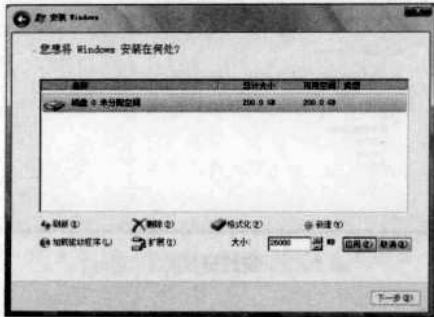 安装 Windows
您想将 Windows 安装在何处?
名称 总计大小 可用空间 类型
磁盘 0 未分配空间 200.0 GB 200.0 GB
刷新(R) 删除(D) 格式化(F) 新建(E)
加载驱动程序(L) 扩展(X) 大小: 26000 MB 应用(P) 取消
下一步(N)